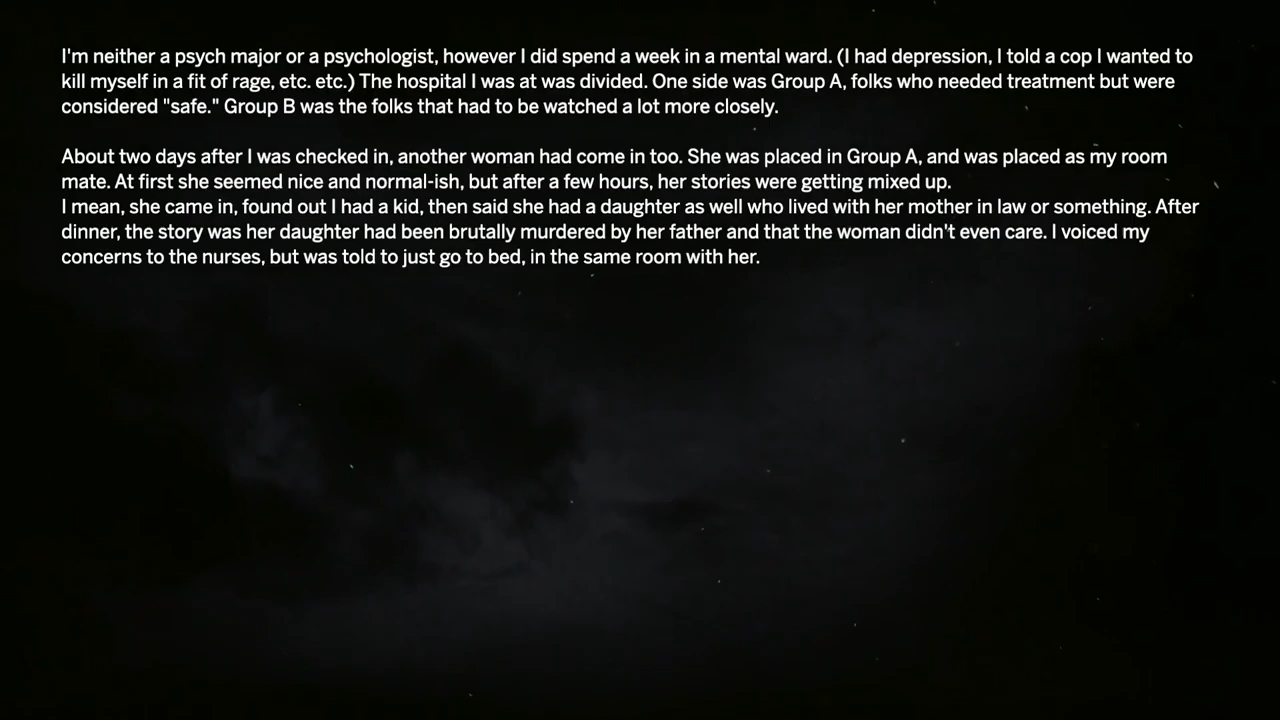 I'm neither a psych major or a psychologist, however I did spend a week in a mental ward. (I had depression, I told a cop I wanted to
kill myself in a fit of rage, etc. etc.) The hospital I was at was divided. One side was Group A, folks who needed treatment but were
considered "safe." Group B was the folks that had to be watched a lot more closely.
About two days after I was checked in, another woman had come in too. She was placed in Group A, and was placed as my room
mate. At first she seemed nice and normal-ish, but after a few hours, her stories were getting mixed up.
I mean, she came in, found out I had a kid, then said she had a daughter as well who lived with her mother in law or something. After
dinner, the story was her daughter had been brutally murdered by her father and that the woman didn't even care. I voiced my
concerns to the nurses, but was told to just go to bed, in the same room with her.